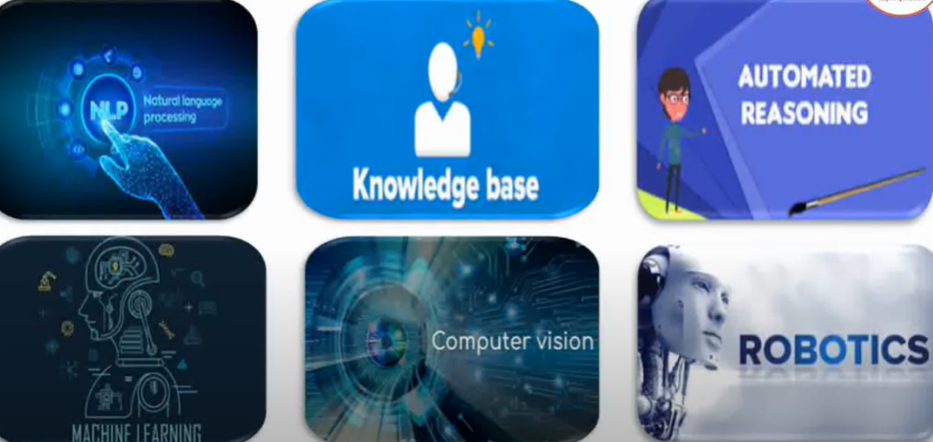 NLP
Natural language
processing
Knowledge base
AUTOMATED
REASONING
MACHINE LEARNING
Computer vision
ROBOTICS